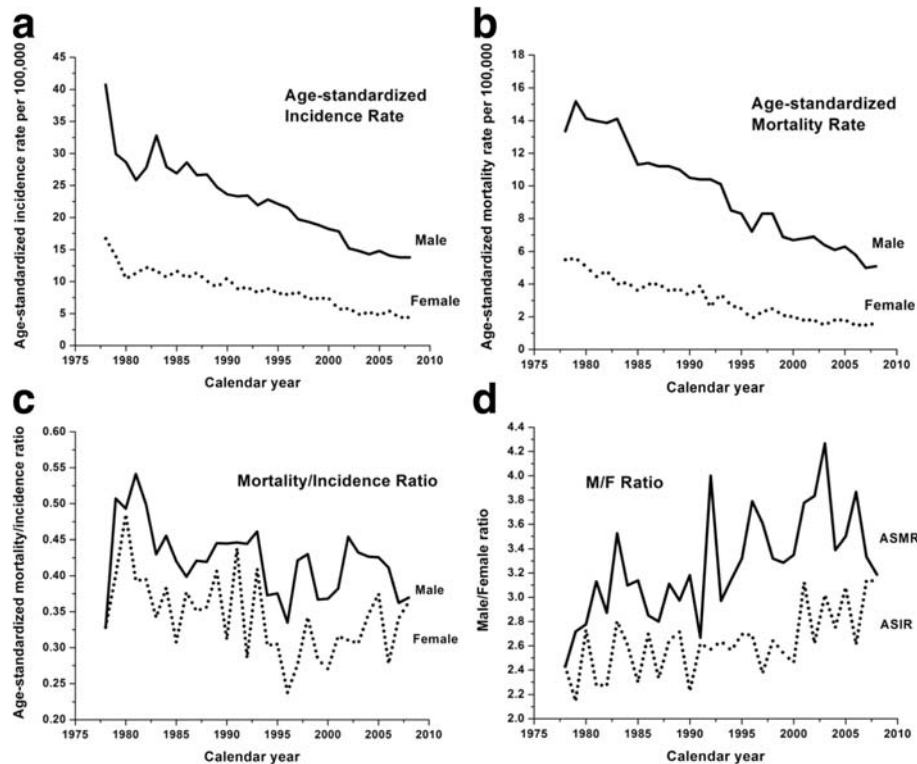 a
Age-standardized incidence rate per 100,000
45
40
35
30
25
20
15
10
5
0
Age-standardized
Incidence Rate
Male
Female
1975 1980 1985 1990 1995 2000 2005 2010
Calendar year
b
Age-standardized mortality rate per 100,000
18
16
14
12
10
8
6
4
2
0
Age-standardized
Mortality Rate
Male
Female
1975 1980 1985 1990 1995 2000 2005 2010
Calendar year
c
Age-standardized mortality/incidence ratio
0.60
0.55
0.50
0.45
0.40
0.35
0.30
0.25
0.20
Mortality/Incidence Ratio
Male
Female
1975 1980 1985 1990 1995 2000 2005 2010
Calendar year
d
Male/Female ratio
4.4
4.2
4.0
3.8
3.6
3.4
3.2
3.0
2.8
2.6
2.4
2.2
2.0
M/F Ratio
ASMR
ASIR
1975 1980 1985 1990 1995 2000 2005 2010
Calendar year